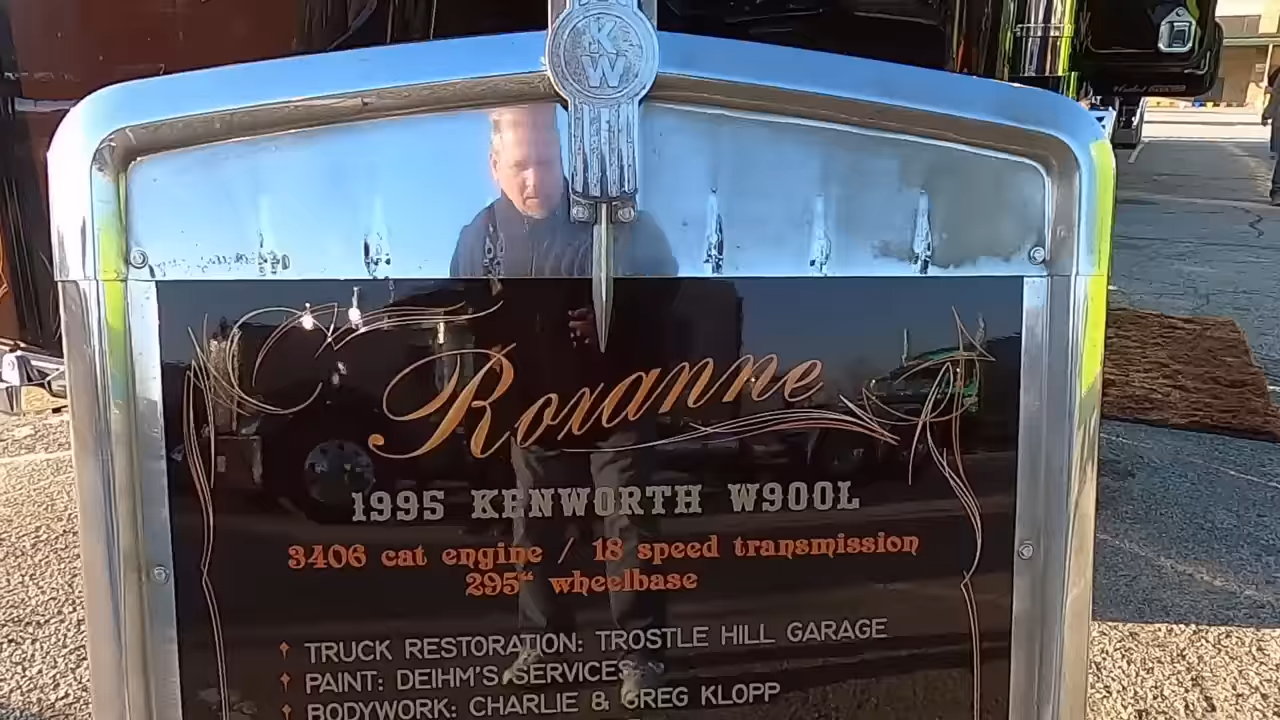 K
W
Roxanne
1995 KENWORTH W900L
3406 cat engine / 18 speed transmission
295“ wheelbase
TRUCK RESTORATION: TROSTLE HILL GARAGE
PAINT: DEIHM'S SERVICES
BODYWORK: CHARLIE & GREG KLOPP